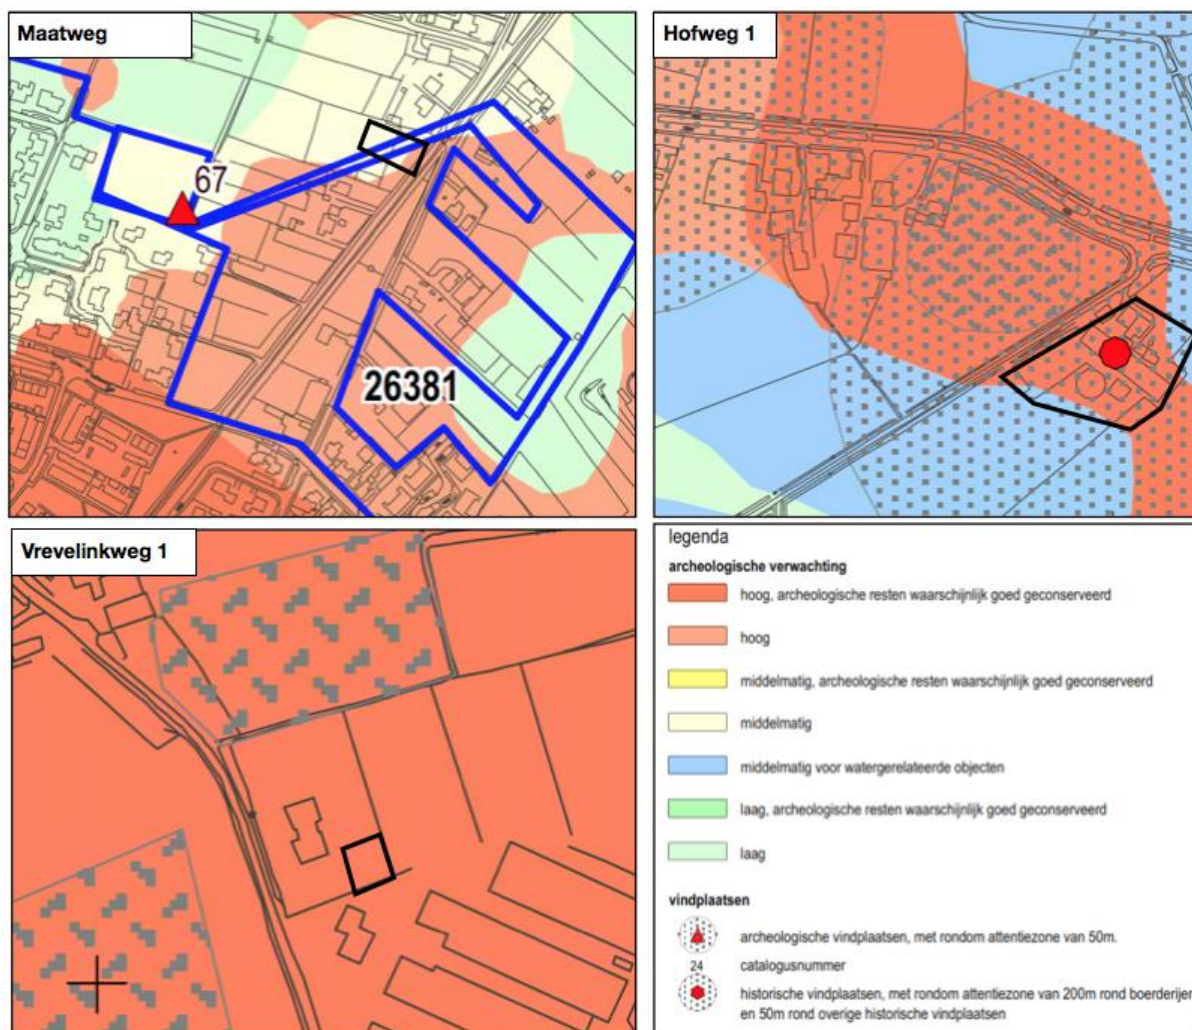 Maatweg
67
26381
Hofweg 1
Vrevelinkweg 1
legenda
archeologische verwachting
hoog, archeologische resten waarschijnlijk goed geconserveerd
hoog
middelmatig, archeologische resten waarschijnlijk goed geconserveerd
middelmatig
middelmatig voor watergerelateerde objecten
laag, archeologische resten waarschijnlijk goed geconserveerd
laag
vindplaatsen
archeologische vindplaatsen, met rondom attentiezone van 50m.
24 catalogusnummer
historische vindplaatsen, met rondom attentiezone van 200m rond boerderijen
en 50m rond overige historische vindplaatsen